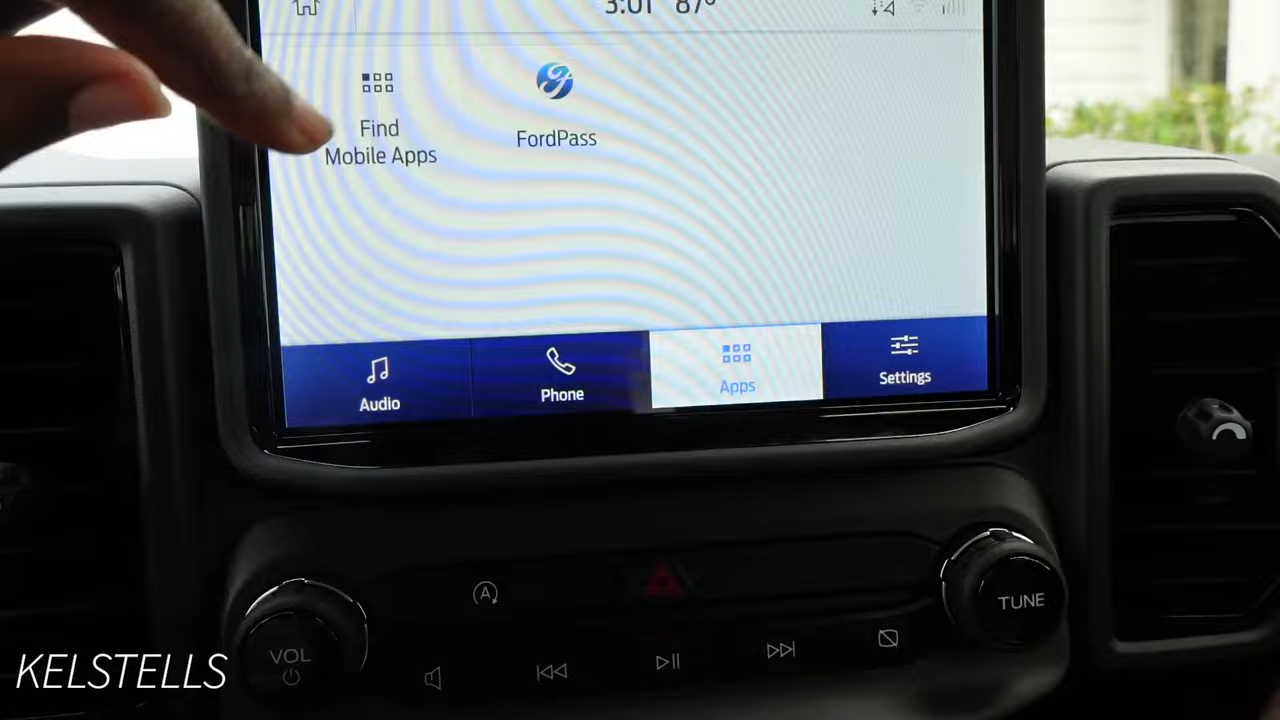 3:01 87°
Find
Mobile Apps
FordPass
Audio
Phone
Apps
Settings
TUNE
VOL
KELSTELLS